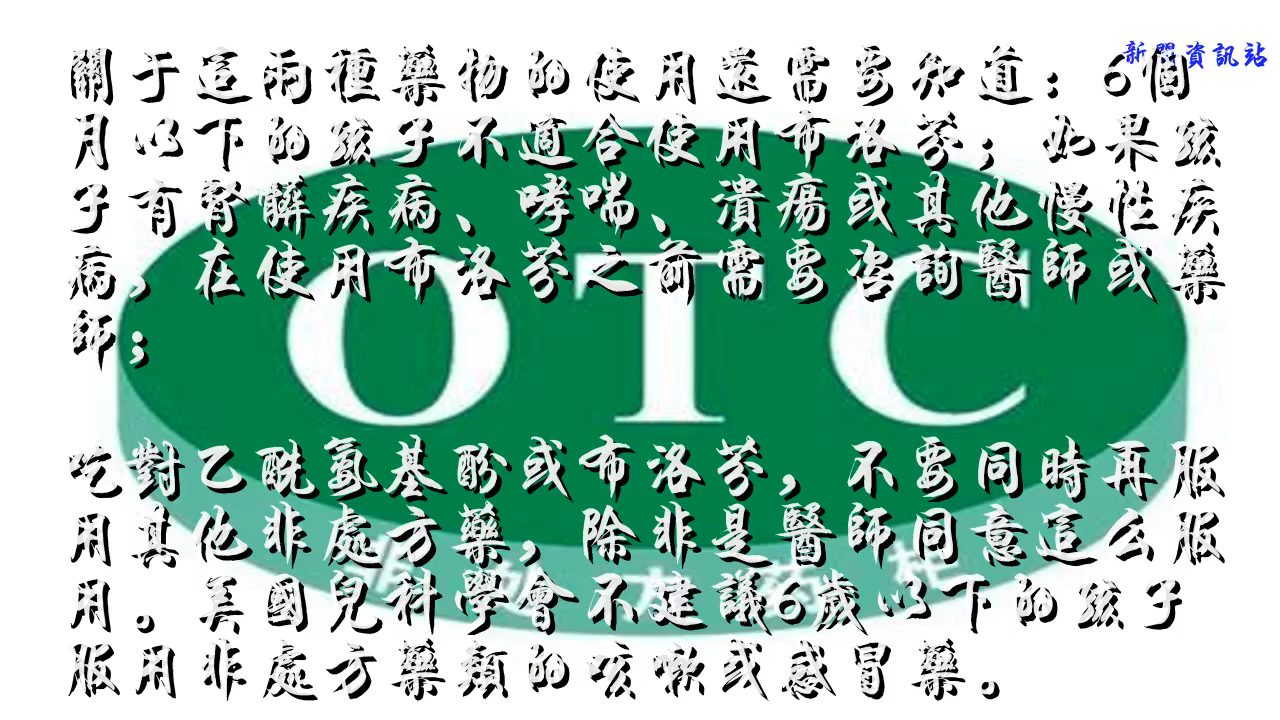 新聞資訊站
關于這兩種藥物的使用還需要知道：6個
月以下的孩子不適合使用布洛芬；如果孩
子有腎臟疾病、哮喘、潰瘍或其他慢性疾
病，在使用布洛芬之前需要咨詢醫師或藥
師；
OTC
吃對乙酰氨基酚或布洛芬，不要同時再服
用其他非處方藥，除非是醫師同意這么服
用。美國兒科學會不建議6歲以下的孩子
服用非處方藥類的咳嗽或感冒藥。